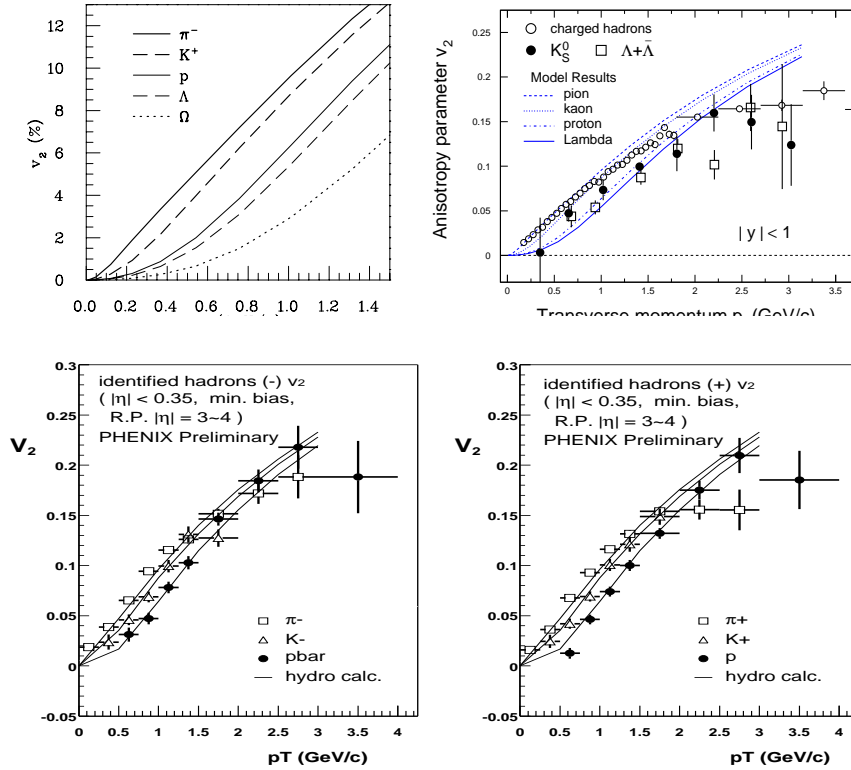 12
10
8
6
4
2
0
v₂ (%)
π⁻
K⁺
p
Λ
Ω
0.0 0.2 0.4 0.6 0.8 1.0 1.2 1.4
Anisotropy parameter v₂
0.25
0.2
0.15
0.1
0.05
0
charged hadrons
K⁰S Λ+Λ̄
Model Results
pion
kaon
proton
Lambda
| y | < 1
0 0.5 1 1.5 2 2.5 3 3.5
Transverse momentum p (GeV/c)
V₂
0.3
0.25
0.2
0.15
0.1
0.05
0
-0.05
identified hadrons (-) v₂
( |η| < 0.35, min. bias,
R.P. |η| = 3~4 )
PHENIX Preliminary
π-
K-
pbar
hydro calc.
0 0.5 1 1.5 2 2.5 3 3.5 4
pT (GeV/c)
V₂
0.3
0.25
0.2
0.15
0.1
0.05
0
-0.05
identified hadrons (+) v₂
( |η| < 0.35, min. bias,
R.P. |η| = 3~4 )
PHENIX Preliminary
π+
K+
p
hydro calc.
0 0.5 1 1.5 2 2.5 3 3.5 4
pT (GeV/c)